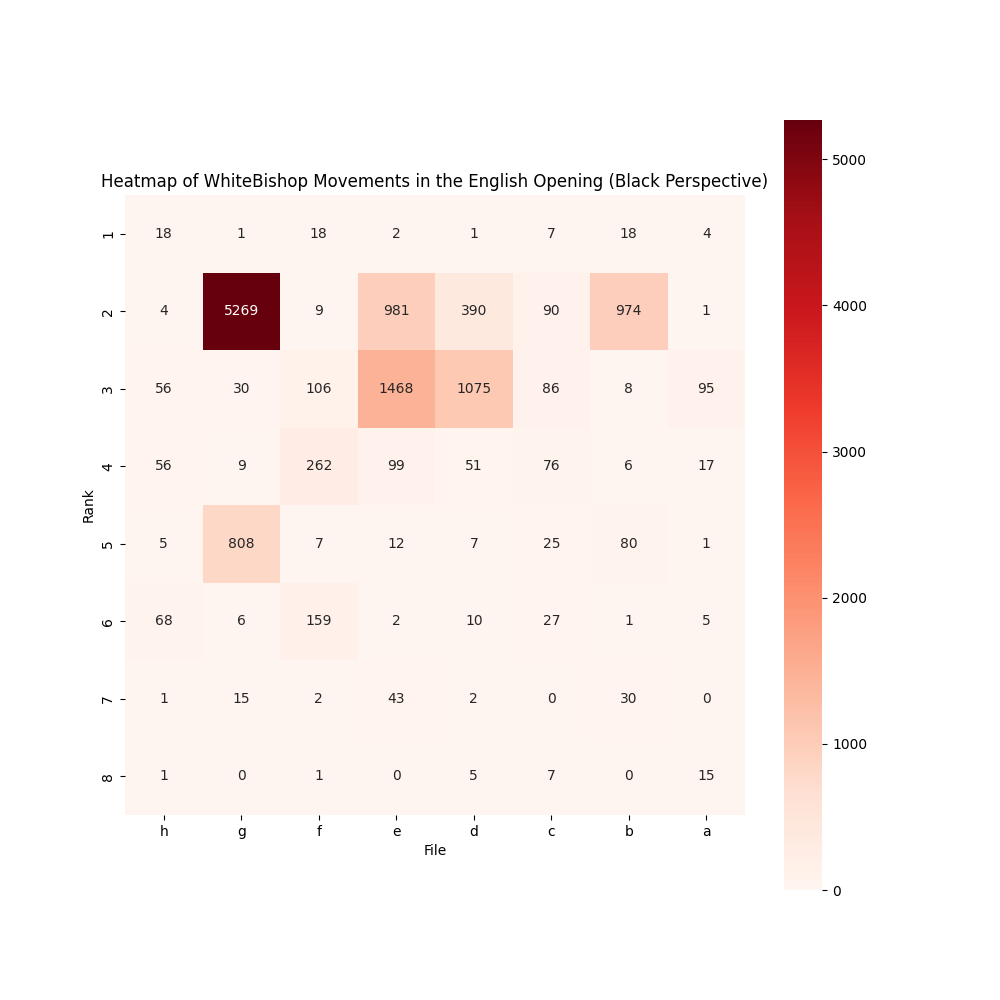 Heatmap of WhiteBishop Movements in the English Opening (Black Perspective)
5000
4000
3000
2000
1000
0
Rank
1 18 1 18 2 1 7 18 4
2 4 5269 9 981 390 90 974 1
3 56 30 106 1468 1075 86 8 95
4 56 9 262 99 51 76 6 17
5 5 808 7 12 7 25 80 1
6 68 6 159 2 10 27 1 5
7 1 15 2 43 2 0 30 0
8 1 0 1 0 5 7 0 15
h g f e d c b a
File